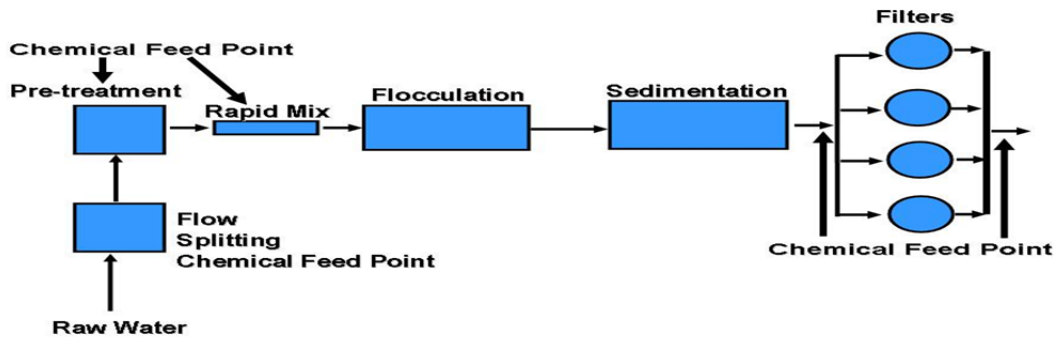 Filters
Chemical Feed Point
Pre-treatment
Rapid Mix
Flocculation
Sedimentation
Flow
Splitting
Chemical Feed Point
Chemical Feed Point
Raw Water